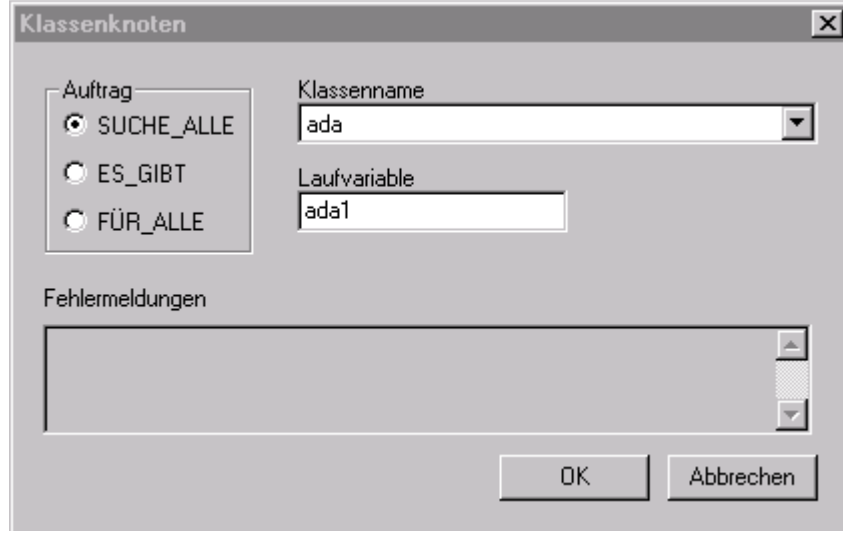 Klassenknoten
Auftrag
SUCHE_ALLE
ES_GIBT
FÜR_ALLE
Klassenname
ada
Laufvariable
ada1
Fehlermeldungen
OK
Abbrechen